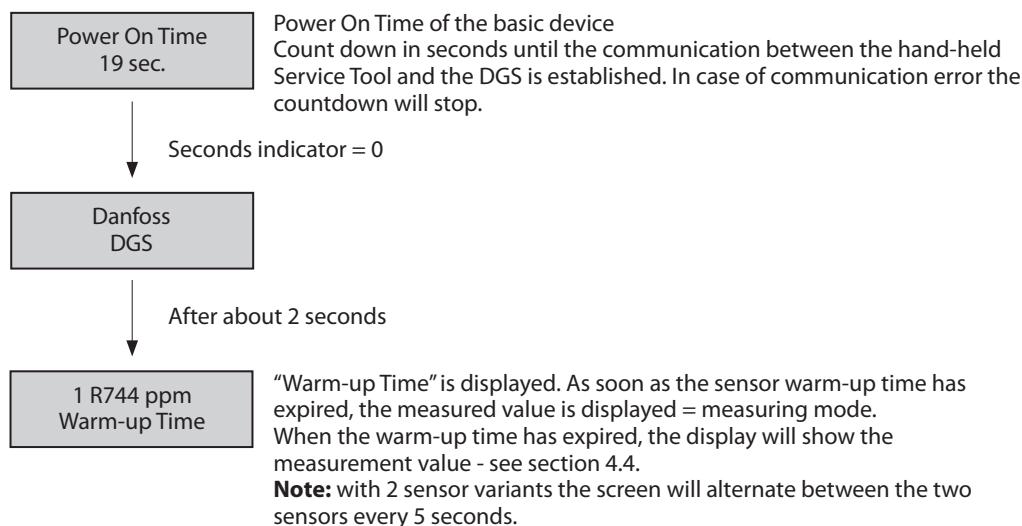 Power On Time
19 sec.
Power On Time of the basic device
Count down in seconds until the communication between the hand-held
Service Tool and the DGS is established. In case of communication error the
countdown will stop.
Seconds indicator = 0
Danfoss
DGS
After about 2 seconds
1 R744 ppm
Warm-up Time
“Warm-up Time” is displayed. As soon as the sensor warm-up time has
expired, the measured value is displayed = measuring mode.
When the warm-up time has expired, the display will show the
measurement value - see section 4.4.
Note: with 2 sensor variants the screen will alternate between the two
sensors every 5 seconds.